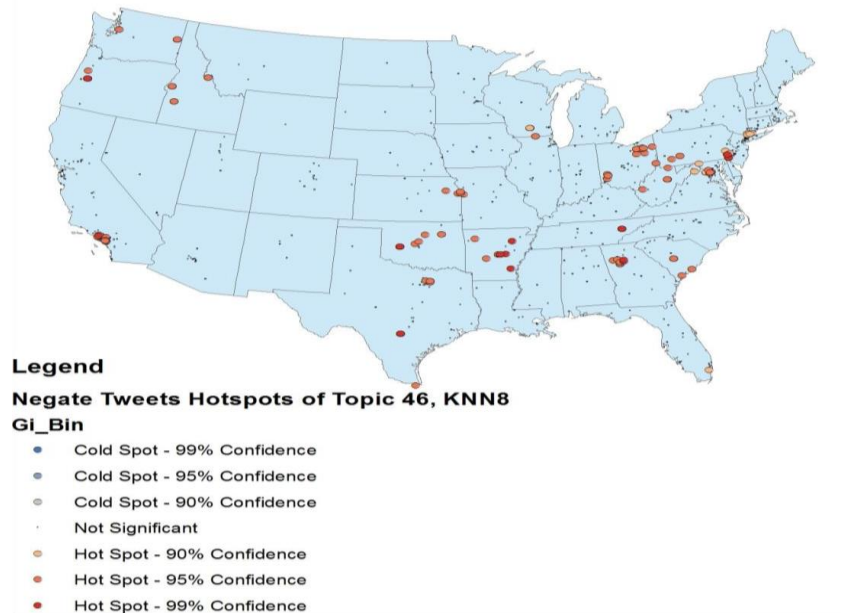 Legend
Negate Tweets Hotspots of Topic 46, KNN8
Gi_Bin
Cold Spot - 99% Confidence
Cold Spot - 95% Confidence
Cold Spot - 90% Confidence
Not Significant
Hot Spot - 90% Confidence
Hot Spot - 95% Confidence
Hot Spot - 99% Confidence